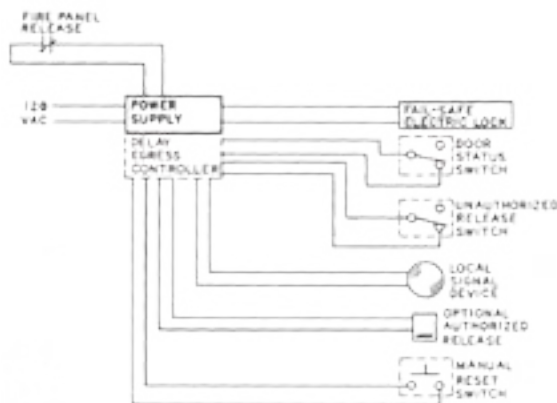 FIRE PANEL
RELEASE
120
VAC
POWER
SUPPLY
DELAY
EGRESS
CONTROLLER
FAIL-SAFE
ELECTRIC LOCK
DOOR
STATUS
SWITCH
UNAUTHORIZED
RELEASE
SWITCH
LOCAL
SIGNAL
DEVICE
OPTIONAL
AUTHORIZED
RELEASE
MANUAL
RESET
SWITCH